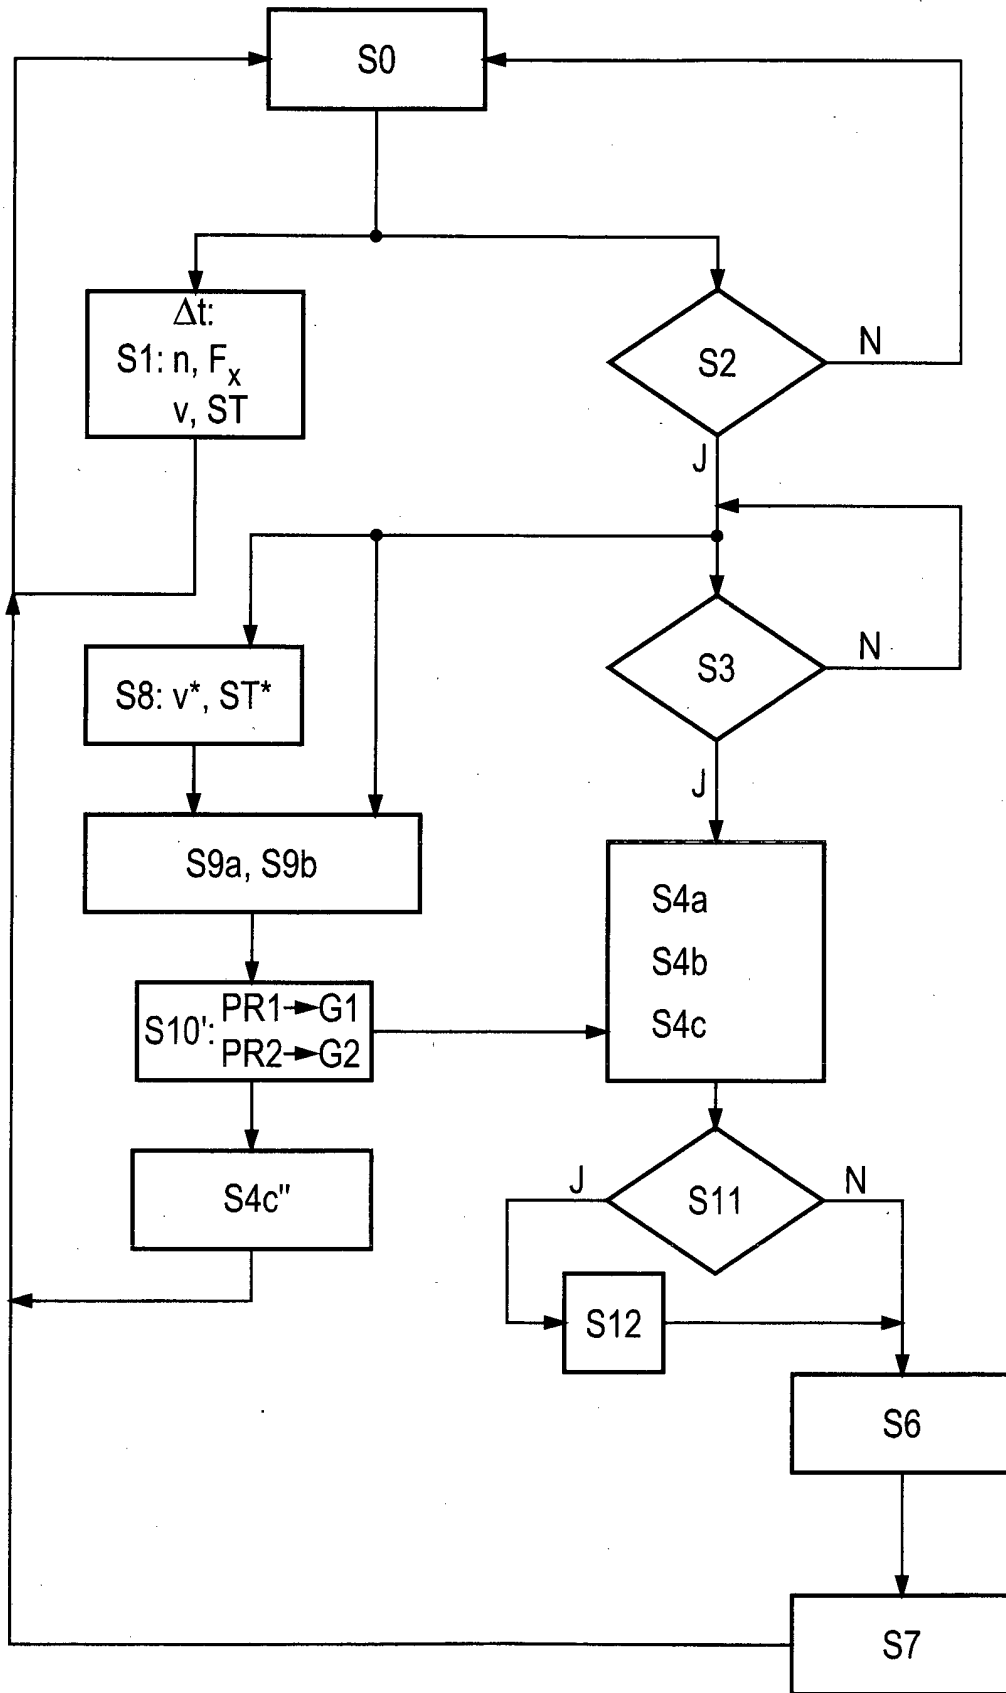 S0
Δt:
S1: n, Fx
v, ST
S2
N
J
S3
N
J
S8: v*, ST*
S9a, S9b
S4a
S4b
S4c
S10': PR1→G1
PR2→G2
S4c"
J
S11
N
S12
S6
S7